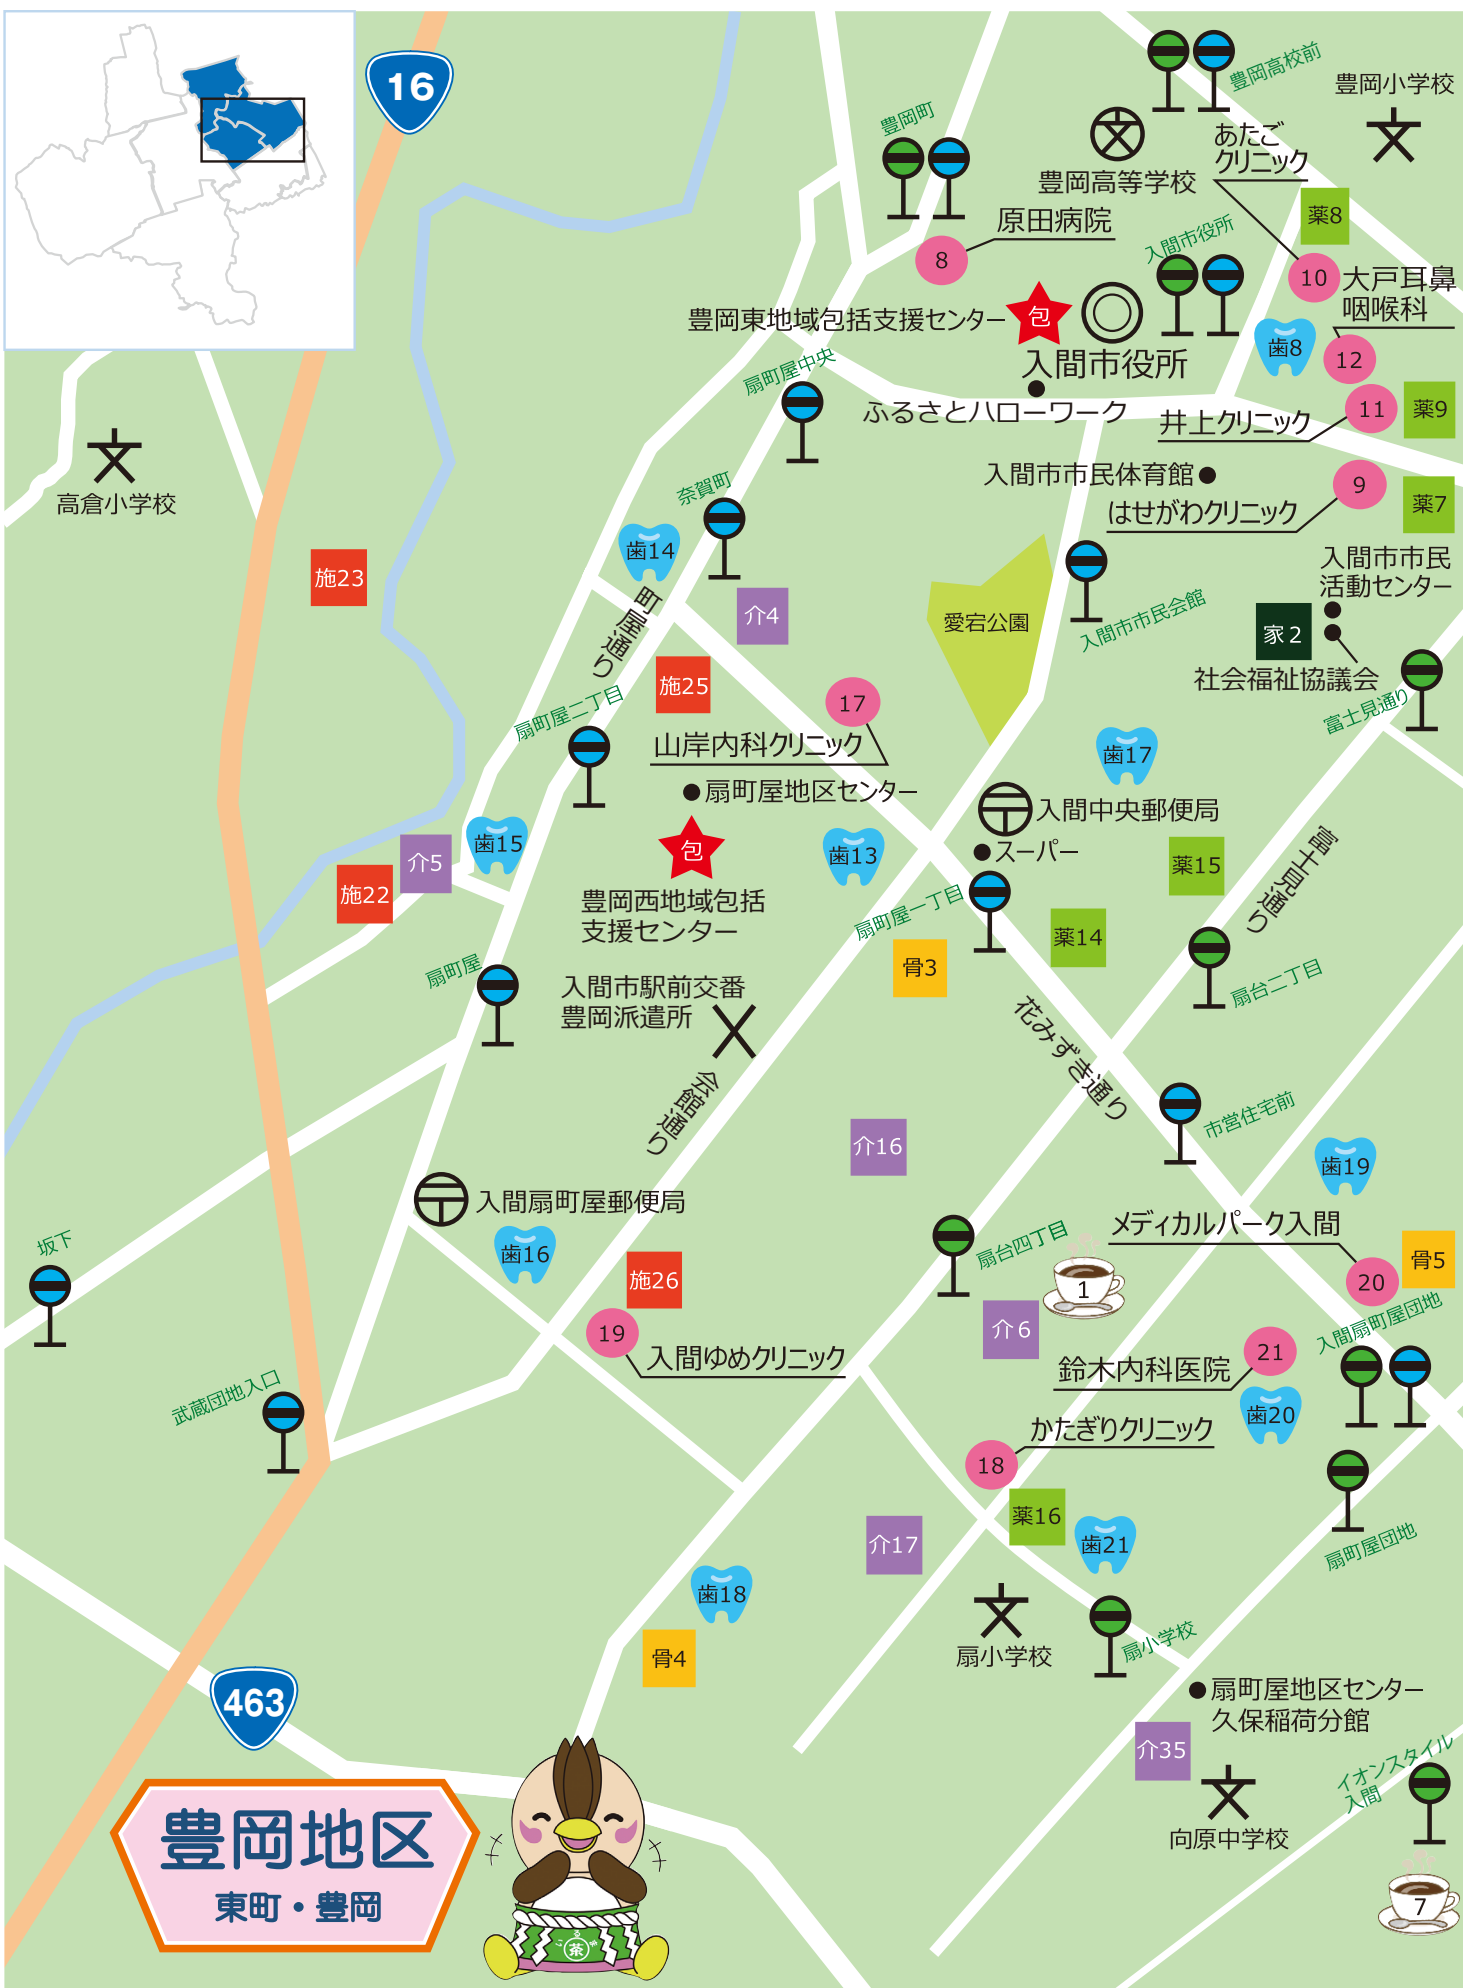 16
豊岡高校前
豊岡小学校
豊岡町
あたご
クリニック
豊岡高等学校
薬8
原田病院
入間市役所
8
10
大戸耳鼻
咽喉科
包
豊岡東地域包括支援センター
歯8
12
入間市役所
扇町屋中央
11
薬9
ふるさとハローワーク
井上クリニック
高倉小学校
入間市市民体育館
9
薬7
奈賀町
はせがわクリニック
歯14
施23
入間市市民
活動センター
町屋通り
介4
愛宕公園
入間市市民会館
家2
社会福祉協議会
施25
17
富士見通り
扇町屋二丁目
山岸内科クリニック
歯17
扇町屋地区センター
入間中央郵便局
歯15
介5
包
歯13
スーパー
富士見通り
薬15
施22
豊岡西地域包括
支援センター
扇町屋一丁目
薬14
骨3
扇町屋
入間市駅前交番
豊岡派遣所
扇台二丁目
花みずき通り
会館通り
市営住宅前
介16
歯19
入間扇町屋郵便局
メディカルパーク入間
坂下
歯16
扇台四丁目
骨5
施26
1
20
19
介6
入間扇町屋団地
入間ゆめクリニック
21
鈴木内科医院
武蔵団地入口
歯20
かたぎりクリニック
18
薬16
介17
歯21
扇町屋団地
歯18
扇小学校
扇小学校
骨4
463
扇町屋地区センター
久保稲荷分館
介35
イオンスタイル
入間
向原中学校
豊岡地区
東町・豊岡
7
茶